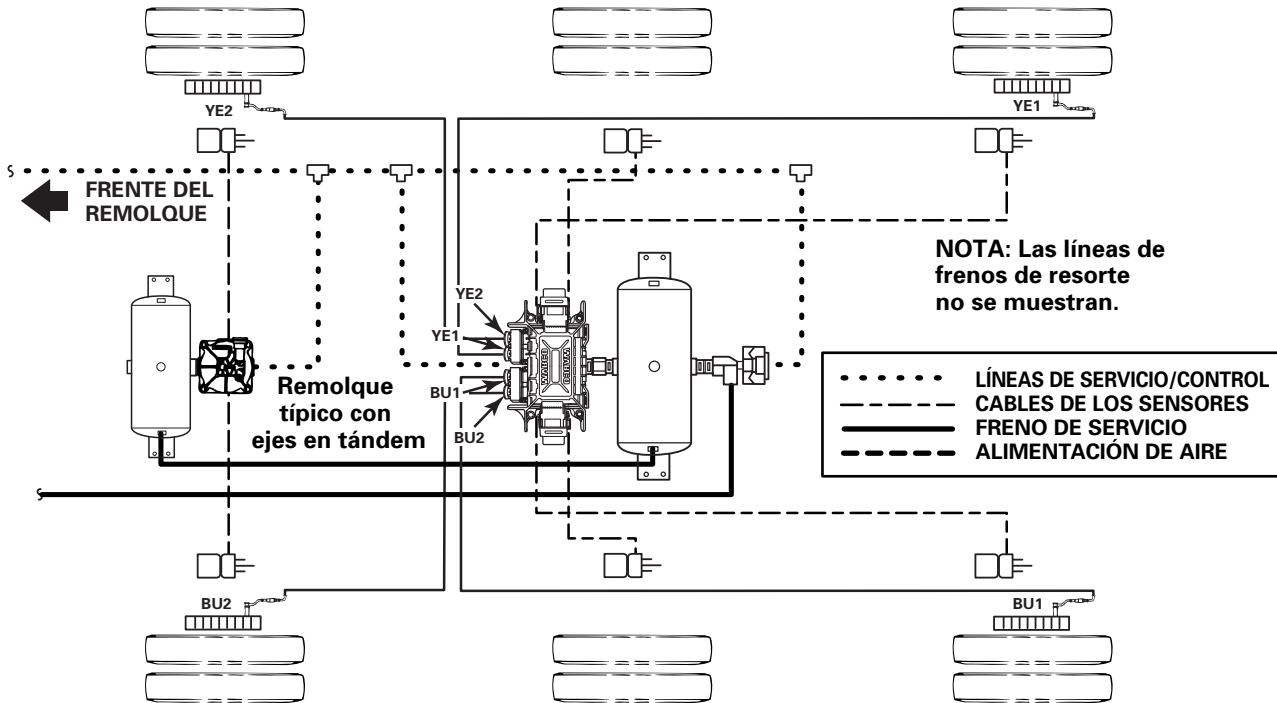 YE2
YE1
FRENTE DEL
REMOLQUE
NOTA: Las líneas de
frenos de resorte
no se muestran.
YE2
YE1
BU1
BU2
Remolque
típico con
ejes en tándem
LÍNEAS DE SERVICIO/CONTROL
CABLES DE LOS SENSORES
FRENO DE SERVICIO
ALIMENTACIÓN DE AIRE
BU2
BU1